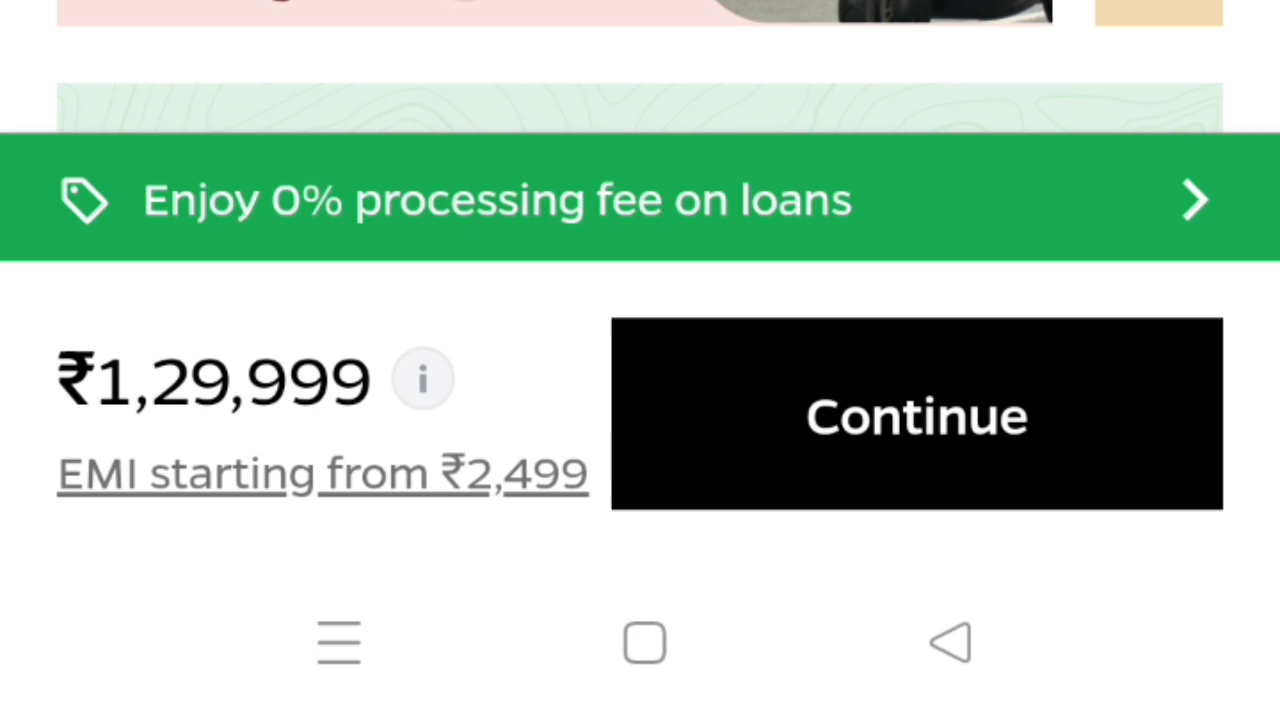 Enjoy 0% processing fee on loans
₹1,29,999 i
EMI starting from ₹2,499
Continue